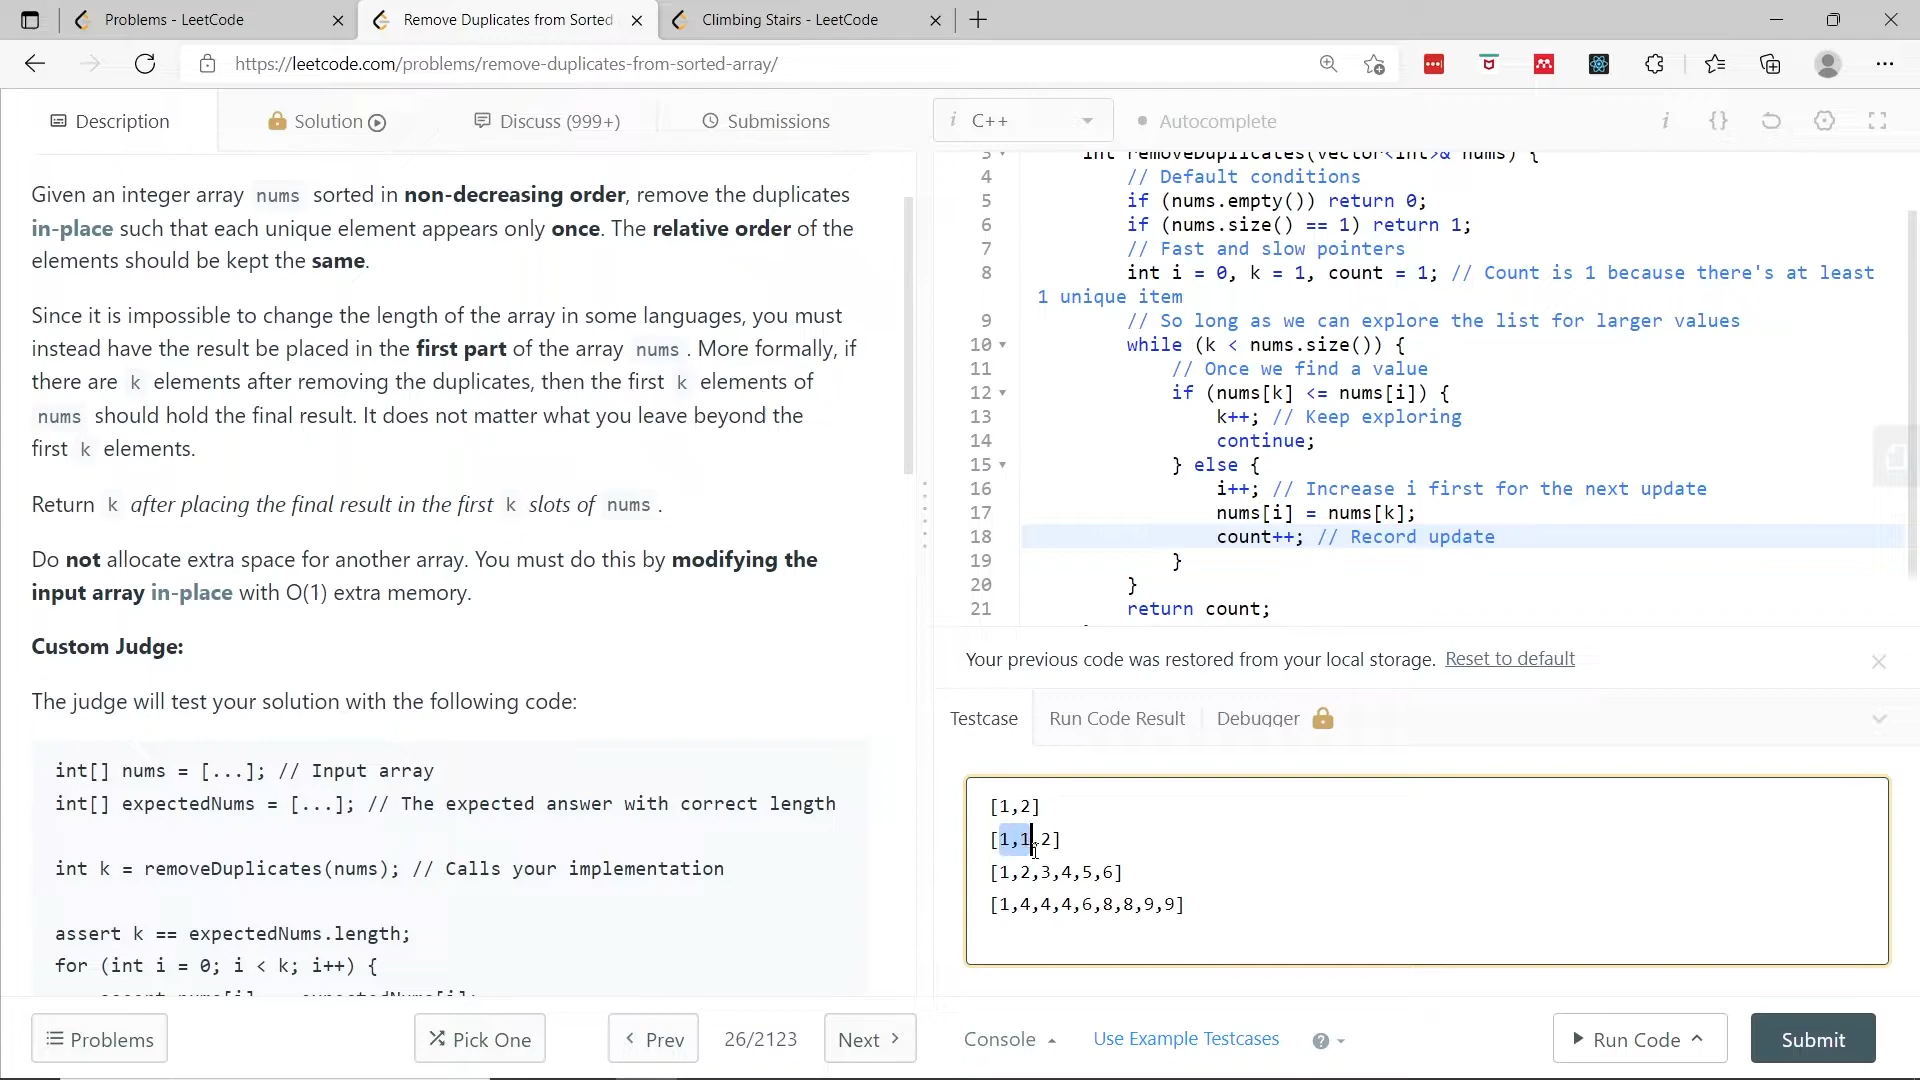 Problems - LeetCode
Remove Duplicates from Sorted
Climbing Stairs - LeetCode
https://leetcode.com/problems/remove-duplicates-from-sorted-array/
Description
Solution
Discuss (999+)
Submissions
Given an integer array nums sorted in non-decreasing order, remove the duplicates
in-place such that each unique element appears only once. The relative order of the
elements should be kept the same.
Since it is impossible to change the length of the array in some languages, you must
instead have the result be placed in the first part of the array nums. More formally, if
there are k elements after removing the duplicates, then the first k elements of
nums should hold the final result. It does not matter what you leave beyond the
first k elements.
Return k after placing the final result in the first k slots of nums.
Do not allocate extra space for another array. You must do this by modifying the
input array in-place with O(1) extra memory.
Custom Judge:
The judge will test your solution with the following code:
int[] nums = [...]; // Input array
int[] expectedNums = [...]; // The expected answer with correct length
int k = removeDuplicates(nums); // Calls your implementation
assert k == expectedNums.length;
for (int i = 0; i < k; i++) {
Problems
Pick One
Prev
26/2123
Next
i C++
Autocomplete
3 int removeDuplicates(vector<int>& nums) {
4 // Default conditions
5 if (nums.empty()) return 0;
6 if (nums.size() == 1) return 1;
7 // Fast and slow pointers
8 int i = 0, k = 1, count = 1; // Count is 1 because there's at least
1 unique item
9 // So long as we can explore the list for larger values
10 while (k < nums.size()) {
11 // Once we find a value
12 if (nums[k] <= nums[i]) {
13 k++; // Keep exploring
14 continue;
15 } else {
16 i++; // Increase i first for the next update
17 nums[i] = nums[k];
18 count++; // Record update
19 }
20 }
21 return count;
Your previous code was restored from your local storage. Reset to default
Testcase
Run Code Result
Debugger
[1,2]
[1,1,2]
[1,2,3,4,5,6]
[1,4,4,4,6,8,8,9,9]
Console
Use Example Testcases
Run Code
Submit